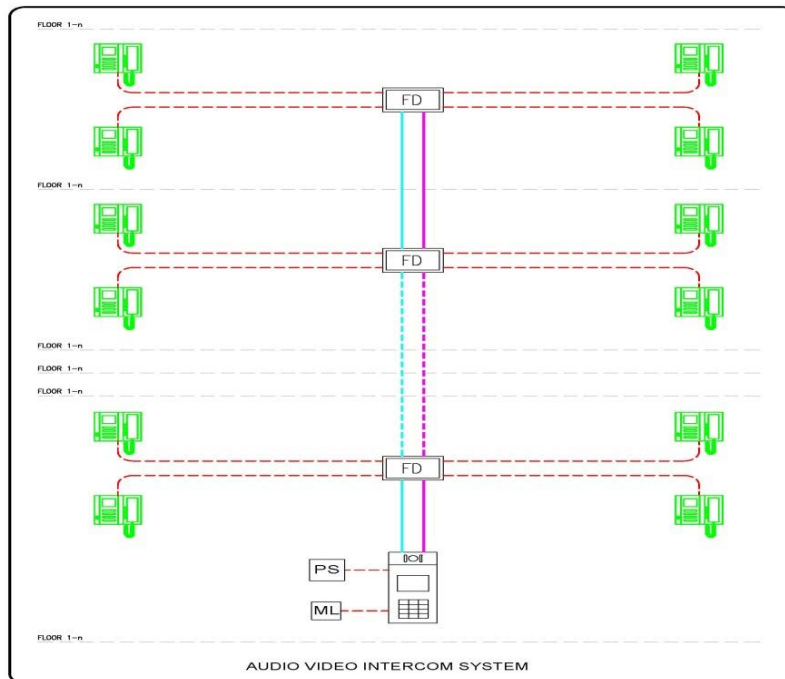 FLOOR 1-n
FD
FLOOR 1-n
FD
FLOOR 1-n
FLOOR 1-n
FLOOR 1-n
FD
PS
ML
FLOOR 1-n
AUDIO VIDEO INTERCOM SYSTEM